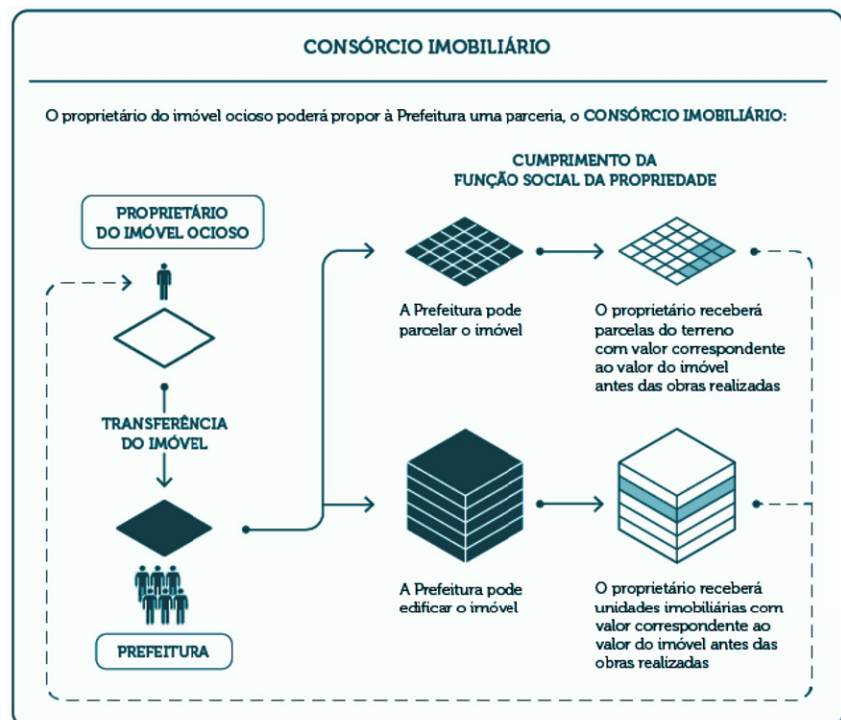 CONSÓRCIO IMOBILIÁRIO
O proprietário do imóvel ocioso poderá propor à Prefeitura uma parceria, o CONSÓRCIO IMOBILIÁRIO:
CUMPRIMENTO DA
FUNÇÃO SOCIAL DA PROPRIEDADE
PROPRIETÁRIO
DO IMÓVEL OCIOSO
A Prefeitura pode
parcelar o imóvel
O proprietário receberá
parcelas do terreno
com valor correspondente
ao valor do imóvel
antes das obras realizadas
TRANSFERÊNCIA
DO IMÓVEL
A Prefeitura pode
edificar o imóvel
O proprietário receberá
unidades imobiliárias com
valor correspondente ao
valor do imóvel antes das
obras realizadas
PREFEITURA